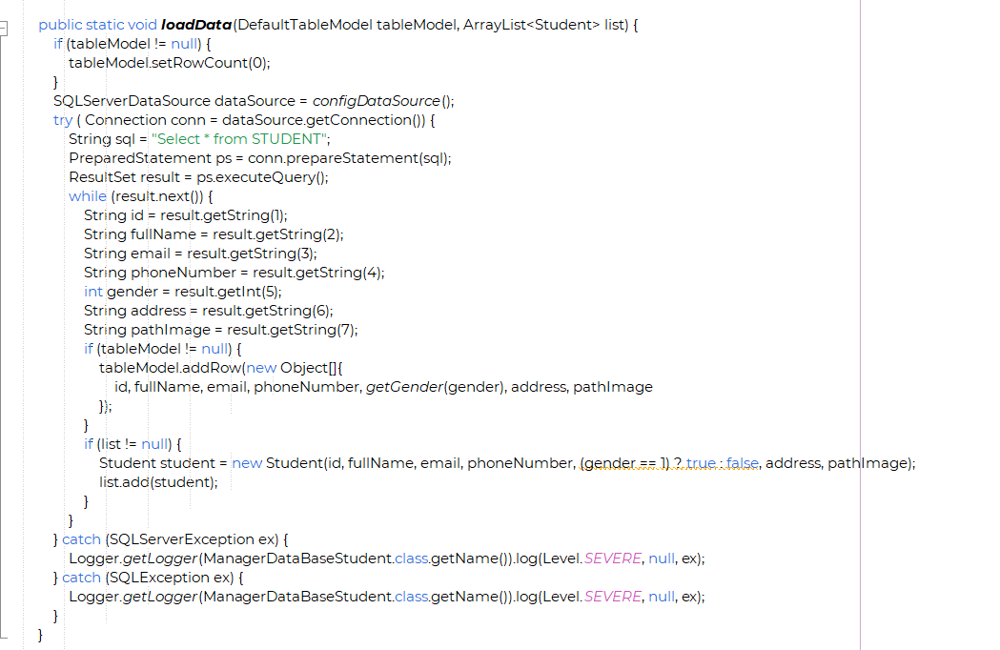 public static void loadData(DefaultTableModel tableModel, ArrayList<Student> list) {
if (tableModel != null) {
tableModel.setRowCount(0);
}
SQLServerDataSource dataSource = configDataSource();
try ( Connection conn = dataSource.getConnection()) {
String sql = "Select * from STUDENT";
PreparedStatement ps = conn.prepareStatement(sql);
ResultSet result = ps.executeQuery();
while (result.next()) {
String id = result.getString(1);
String fullName = result.getString(2);
String email = result.getString(3);
String phoneNumber = result.getString(4);
int gender = result.getInt(5);
String address = result.getString(6);
String pathImage = result.getString(7);
if (tableModel != null) {
tableModel.addRow(new Object[]{
id, fullName, email, phoneNumber, getGender(gender), address, pathImage
});
}
if (list != null) {
Student student = new Student(id, fullName, email, phoneNumber, (gender == 1) ? true : false, address, pathImage);
list.add(student);
}
}
} catch (SQLServerException ex) {
Logger.getLogger(ManagerDataBaseStudent.class.getName()).log(Level.SEVERE, null, ex);
} catch (SQLException ex) {
Logger.getLogger(ManagerDataBaseStudent.class.getName()).log(Level.SEVERE, null, ex);
}
}